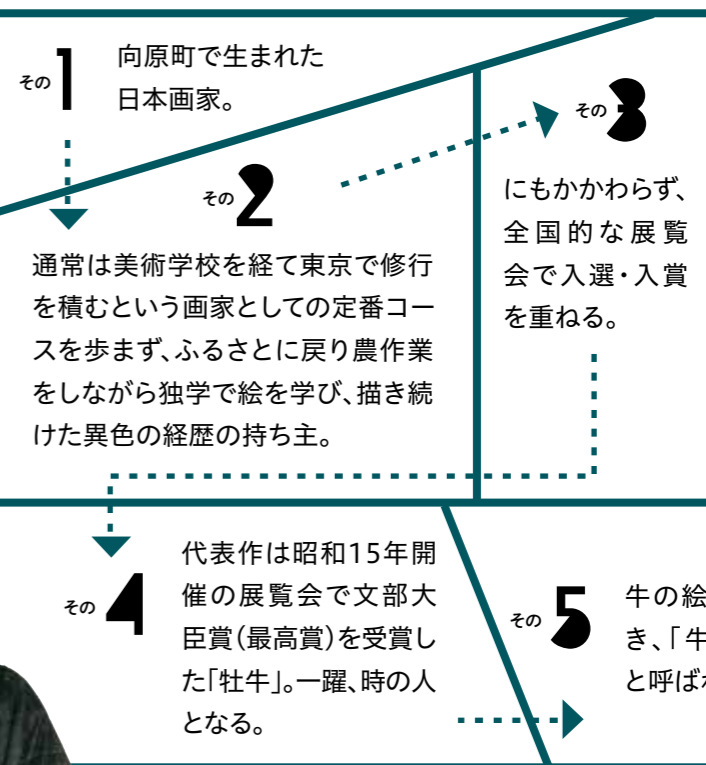 その1
向原町で生まれた
日本画家。
その2
通常は美術学校を経て東京で修行
を積むという画家としての定番コー
スを歩まず、ふるさとに戻り農作業
をしながら独学で絵を学び、描き続
けた異色の経歴の持ち主。
その3
にもかかわらず、
全国的な展覧
会で入選・入賞
を重ねる。
その4
代表作は昭和15年開
催の展覧会で文部大
臣賞(最高賞)を受賞し
た「牡牛」。一躍、時の人
となる。
その5
牛の絵
き、「牛
と呼ば